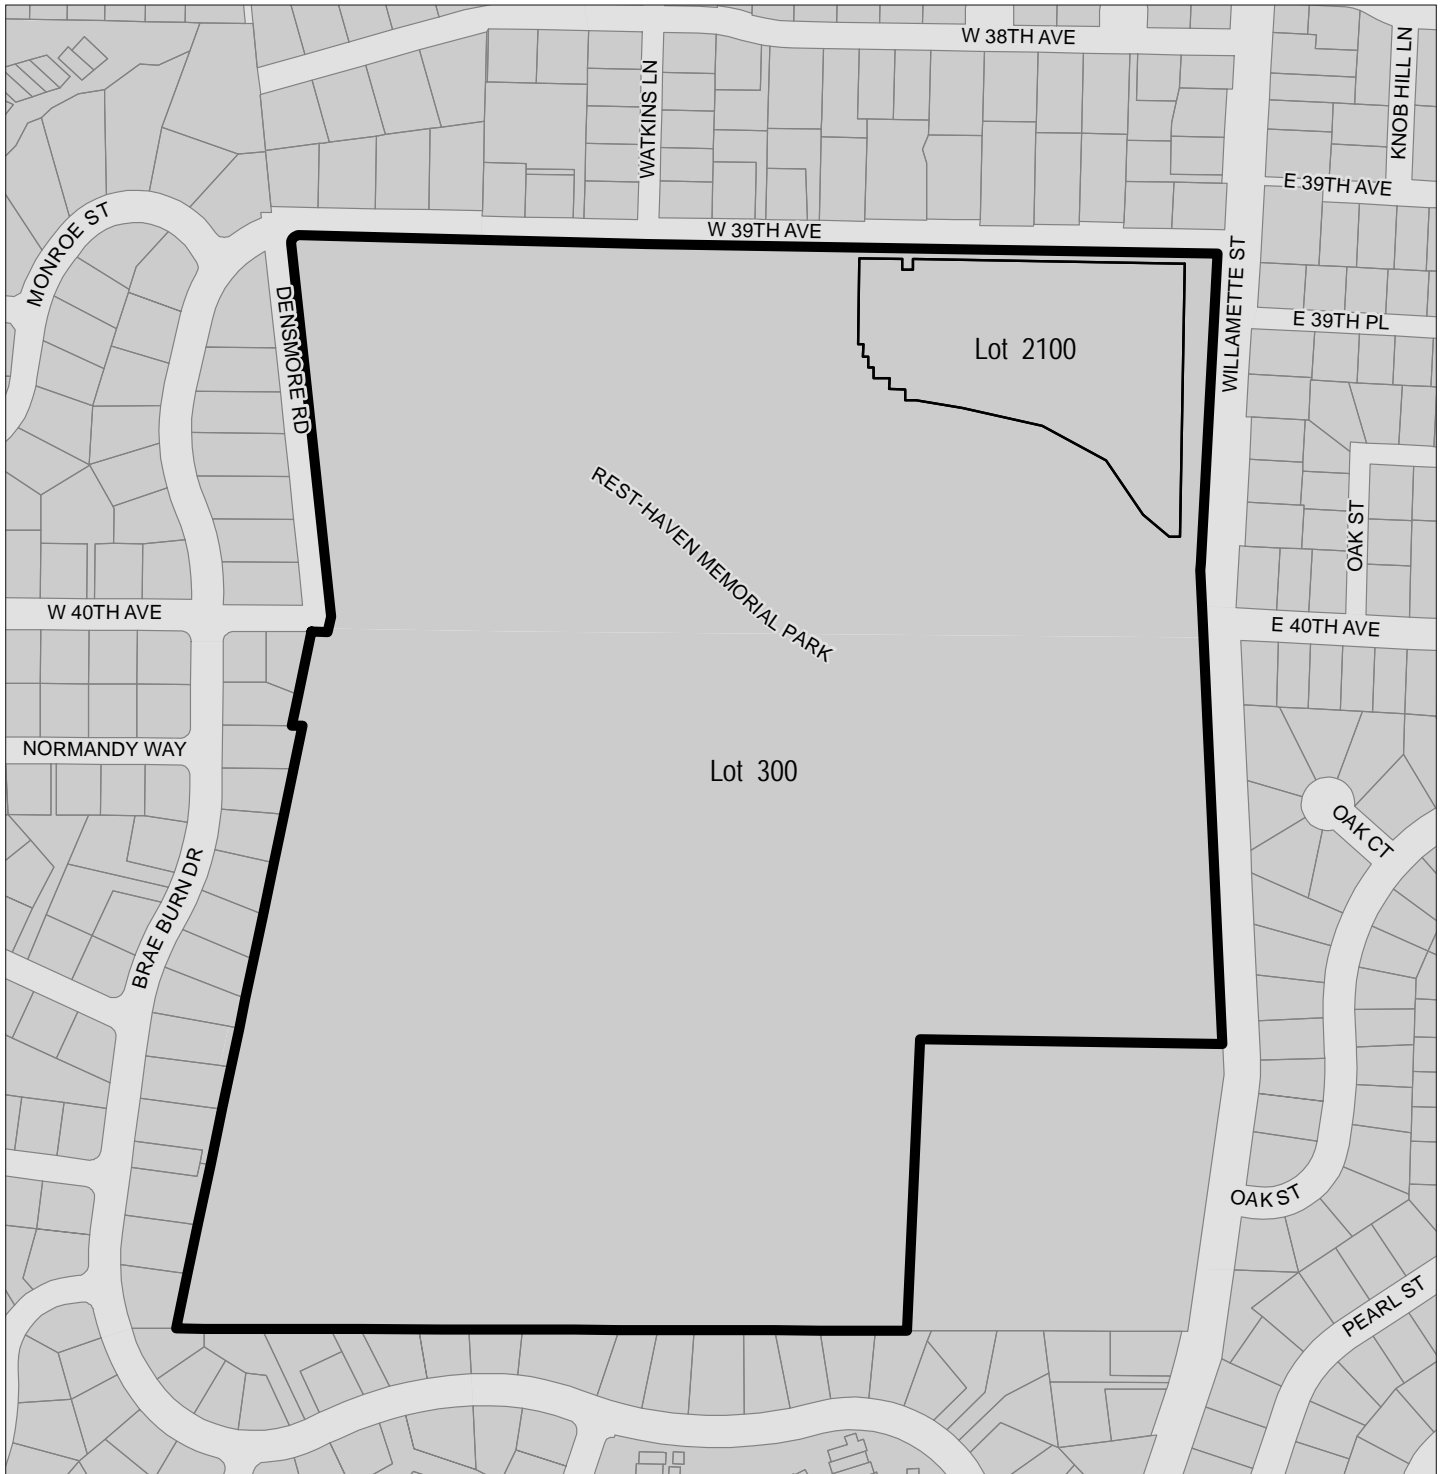 W 38TH AVE
KNOB HILL LN
WATKINS LN
E 39TH AVE
MONROE ST
W 39TH AVE
WILLAMETTE ST
DENSMORE RD
E 39TH PL
Lot 2100
REST-HAVEN MEMORIAL PARK
OAK ST
W 40TH AVE
E 40TH AVE
NORMANDY WAY
Lot 300
OAK CT
BRAE BURN DR
OAK ST
PEARL ST